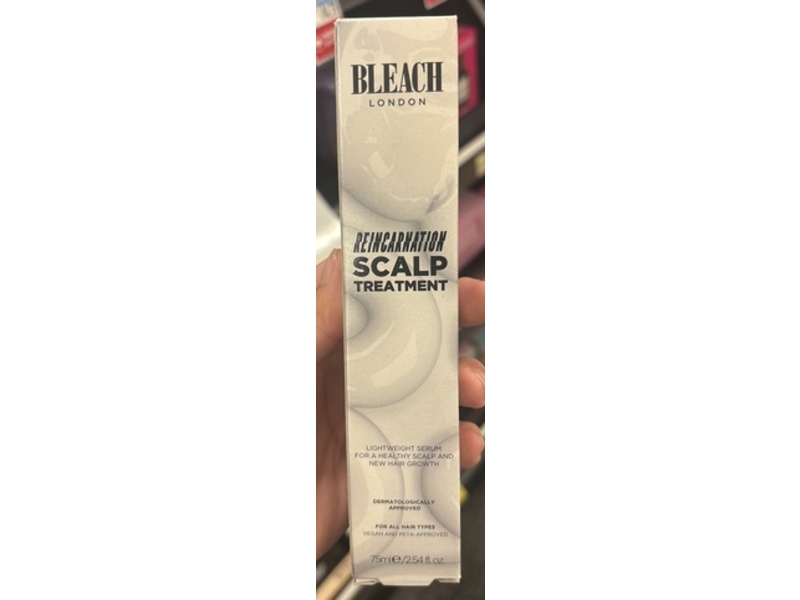 BLEACH
LONDON
REINCARNATION
SCALP
TREATMENT
LIGHTWEIGHT SERUM
FOR A HEALTHY SCALP AND
NEW HAIR GROWTH
DERMATOLOGICALLY
APPROVED
FOR ALL HAIR TYPES
VEGAN AND PETA-APPROVED
75ml℮/2.54 fl. oz.